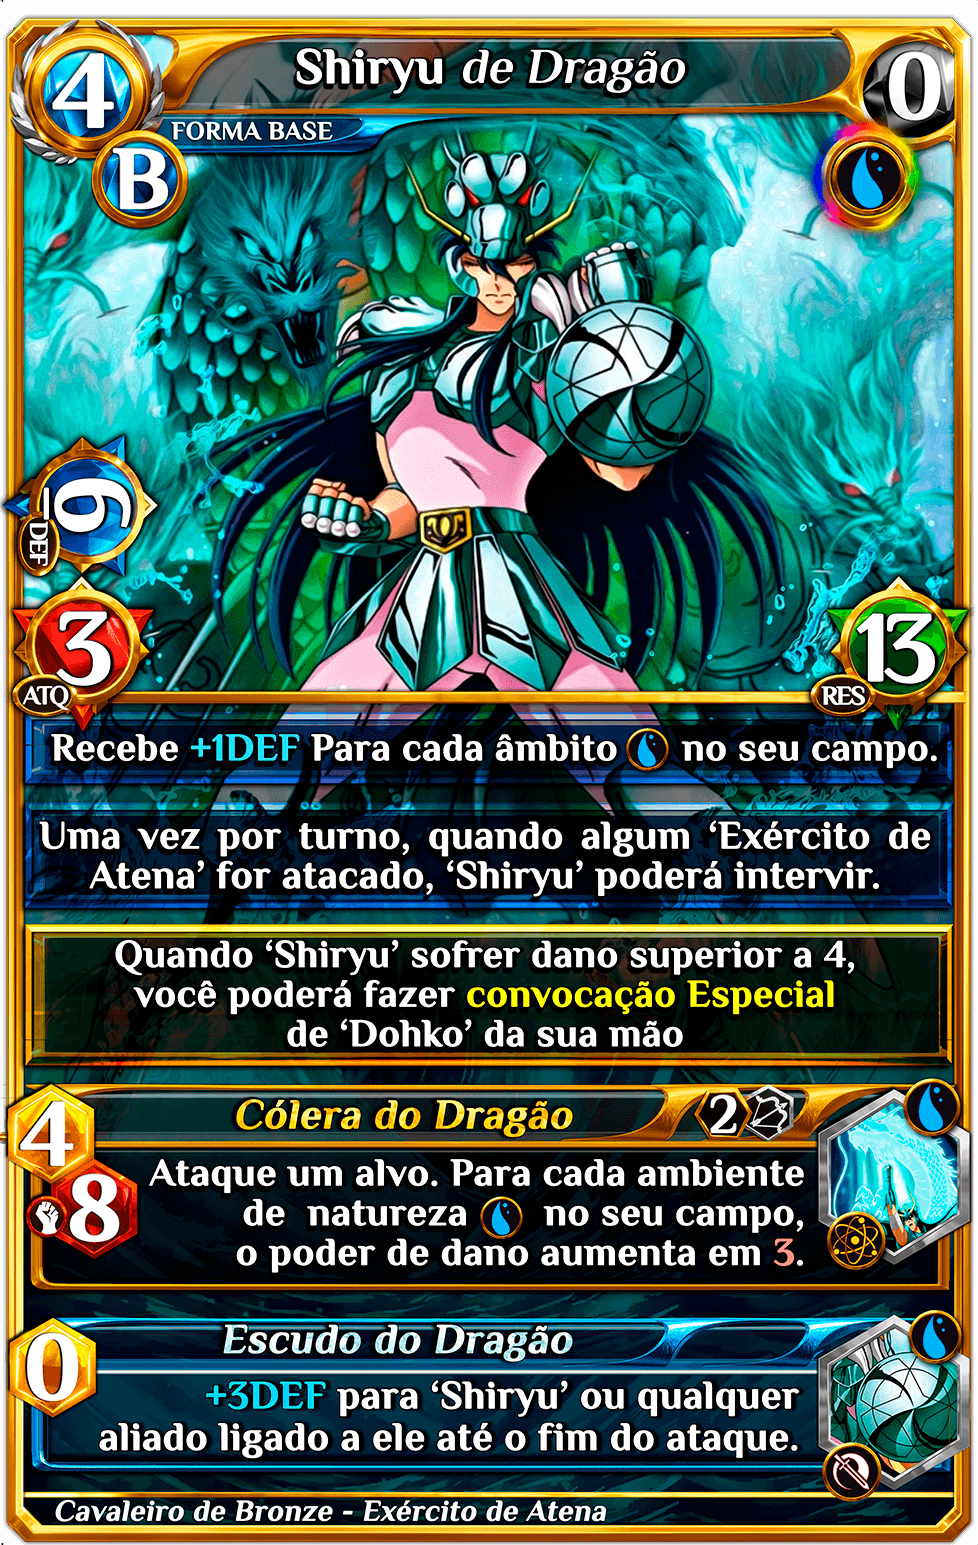 4
Shiryu de Dragão
0
FORMA BASE
B
6
DEF
3
ATQ
13
RES
Recebe +1DEF Para cada âmbito no seu campo.
Uma vez por turno, quando algum ‘Exército de
Atena’ for atacado, ‘Shiryu’ poderá intervir.
Quando ‘Shiryu’ sofrer dano superior a 4,
você poderá fazer convocação Especial
de ‘Dohko’ da sua mão
4
Cólera do Dragão
2
8
Ataque um alvo. Para cada ambiente
de natureza no seu campo,
o poder de dano aumenta em 3.
0
Escudo do Dragão
+3DEF para ‘Shiryu’ ou qualquer
aliado ligado a ele até o fim do ataque.
Cavaleiro de Bronze - Exército de Atena